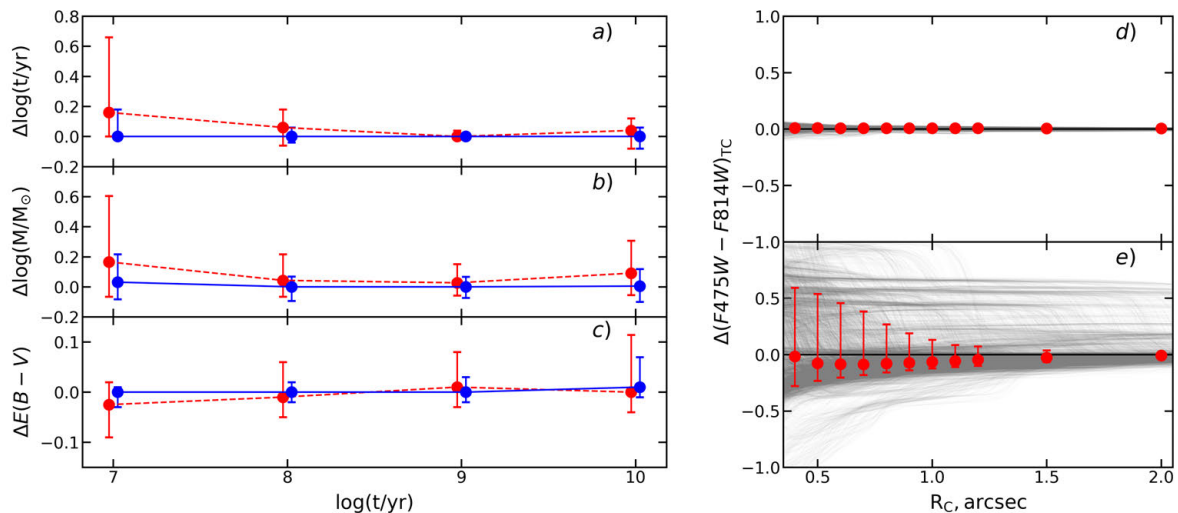 a)
Δlog(t/yr)
0.8
0.6
0.4
0.2
0.0
−0.2
b)
Δlog(M/M⊙)
0.6
0.4
0.2
0.0
−0.2
c)
ΔE(B − V)
0.1
0.0
−0.1
7 8 9 10
log(t/yr)
d)
1.0
0.5
0.0
−0.5
−1.0
Δ(F475W − F814W)TC
e)
0.5
0.0
−0.5
−1.0
0.5 1.0 1.5 2.0
RC, arcsec